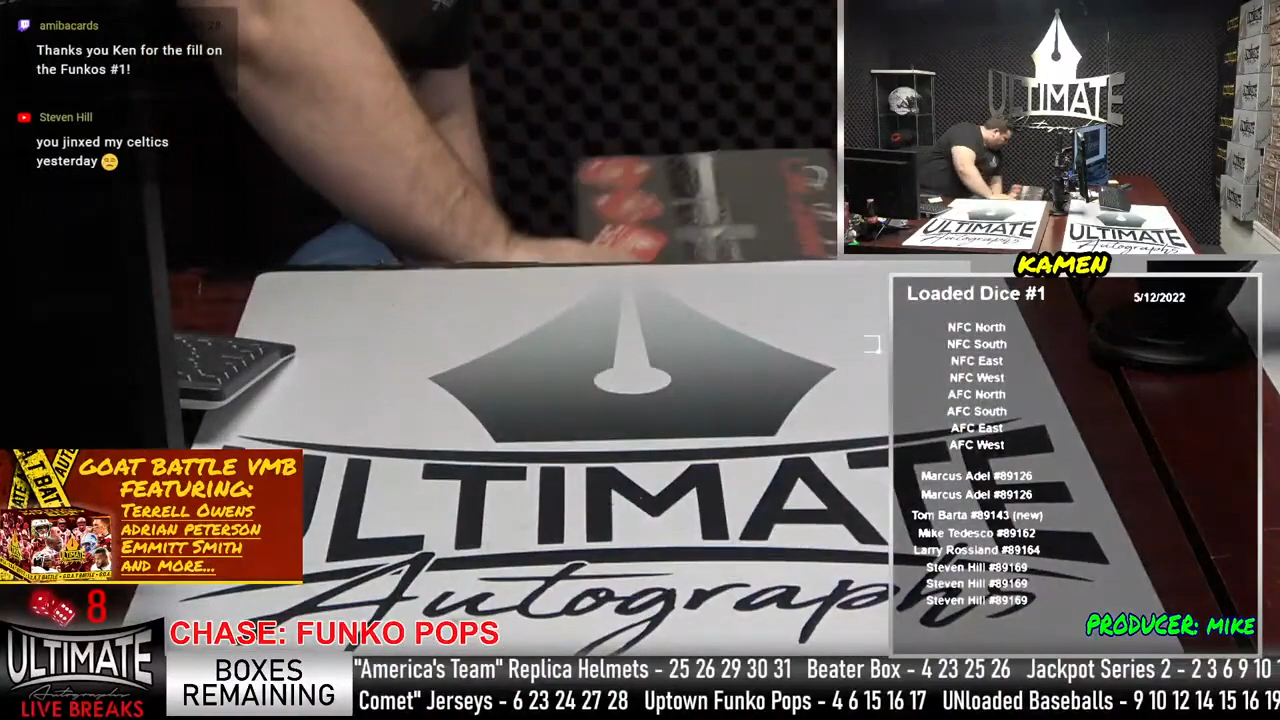 amibacards
Thanks you Ken for the fill on
the Funkos #1!
Steven Hill
you jinxed my celtics
yesterday
ULTIMATE
ULTIMATE
Autographs
ULTIMATE
Autographs
KAMEN
Loaded Dice #1
5/12/2022
NFC North
NFC South
NFC East
NFC West
AFC North
AFC South
AFC East
AFC West
Marcus Adel #89126
Marcus Adel #89126
Tom Barta #89143 (new)
Mike Tedesco #89162
Larry Rossland #89164
Steven Hill #89169
Steven Hill #89169
Steven Hill #89169
PRODUCER: MIKE
ULTIMATE
Autographs
GOAT BATTLE VMB
FEATURING:
TERRELL OWENS
ADRIAN PETERSON
EMMITT SMITH
AND MORE...
8
CHASE: FUNKO POPS
ULTIMATE
Autographs
LIVE BREAKS
BOXES
REMAINING
"America's Team" Replica Helmets - 25 26 29 30 31 Beater Box - 4 23 25 26 Jackpot Series 2 - 2 3 6 9 10
Comet" Jerseys - 6 23 24 27 28 Uptown Funko Pops - 4 6 15 16 17 UNloaded Baseballs - 9 10 12 14 15 16 19